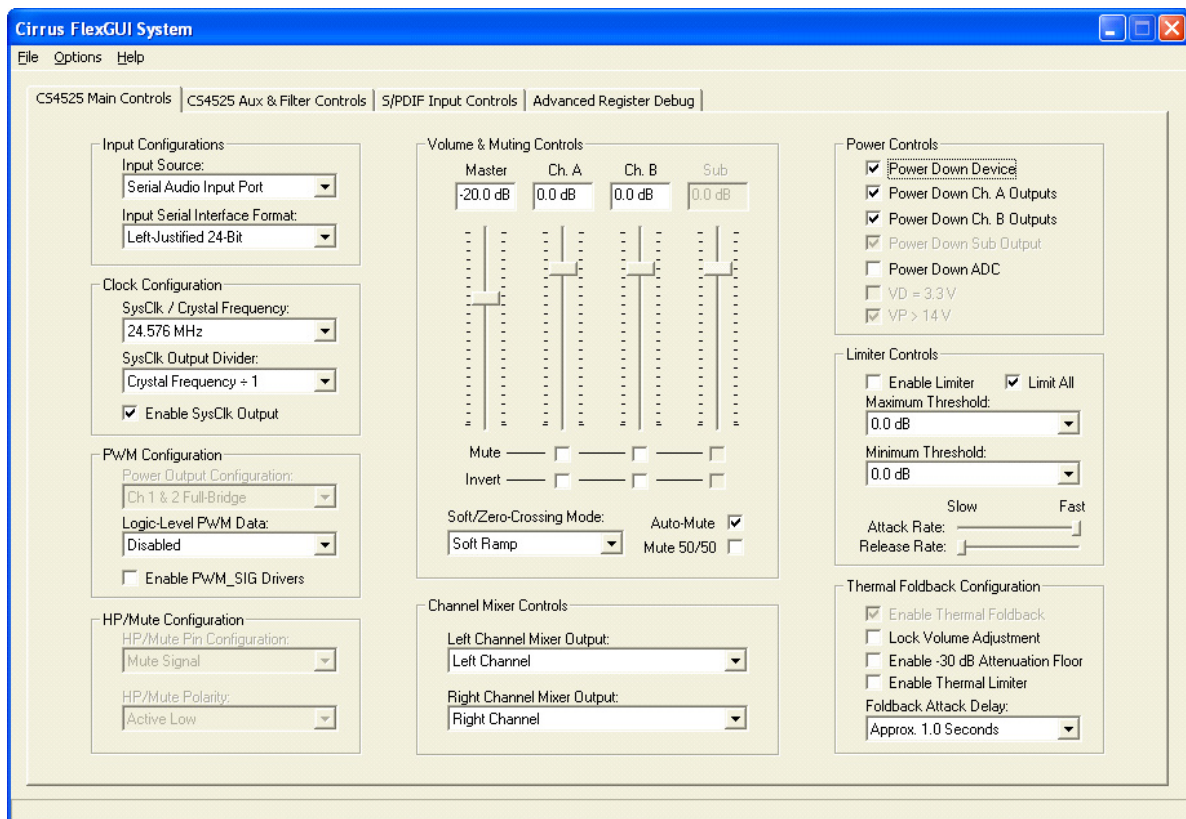 Cirrus FlexGUI System
File Options Help
CS4525 Main Controls CS4525 Aux & Filter Controls S/PDIF Input Controls Advanced Register Debug
Input Configurations
Input Source:
Serial Audio Input Port
Input Serial Interface Format:
Left-Justified 24-Bit
Clock Configuration
SysClk / Crystal Frequency:
24.576 MHz
SysClk Output Divider:
Crystal Frequency ÷ 1
Enable SysClk Output
PWM Configuration
Power Output Configuration:
Ch 1 & 2 Full-Bridge
Logic-Level PWM Data:
Disabled
Enable PWM_SIG Drivers
HP/Mute Configuration
HP/Mute Pin Configuration:
Mute Signal
HP/Mute Polarity:
Active Low
Volume & Muting Controls
Master Ch. A Ch. B Sub
-20.0 dB 0.0 dB 0.0 dB 0.0 dB
Mute
Invert
Soft/Zero-Crossing Mode:
Soft Ramp
Auto-Mute
Mute 50/50
Channel Mixer Controls
Left Channel Mixer Output:
Left Channel
Right Channel Mixer Output:
Right Channel
Power Controls
Power Down Device
Power Down Ch. A Outputs
Power Down Ch. B Outputs
Power Down Sub Output
Power Down ADC
VD = 3.3 V
VP > 14 V
Limiter Controls
Enable Limiter Limit All
Maximum Threshold:
0.0 dB
Minimum Threshold:
0.0 dB
Slow Fast
Attack Rate:
Release Rate:
Thermal Foldback Configuration
Enable Thermal Foldback
Lock Volume Adjustment
Enable -30 dB Attenuation Floor
Enable Thermal Limiter
Foldback Attack Delay:
Approx. 1.0 Seconds